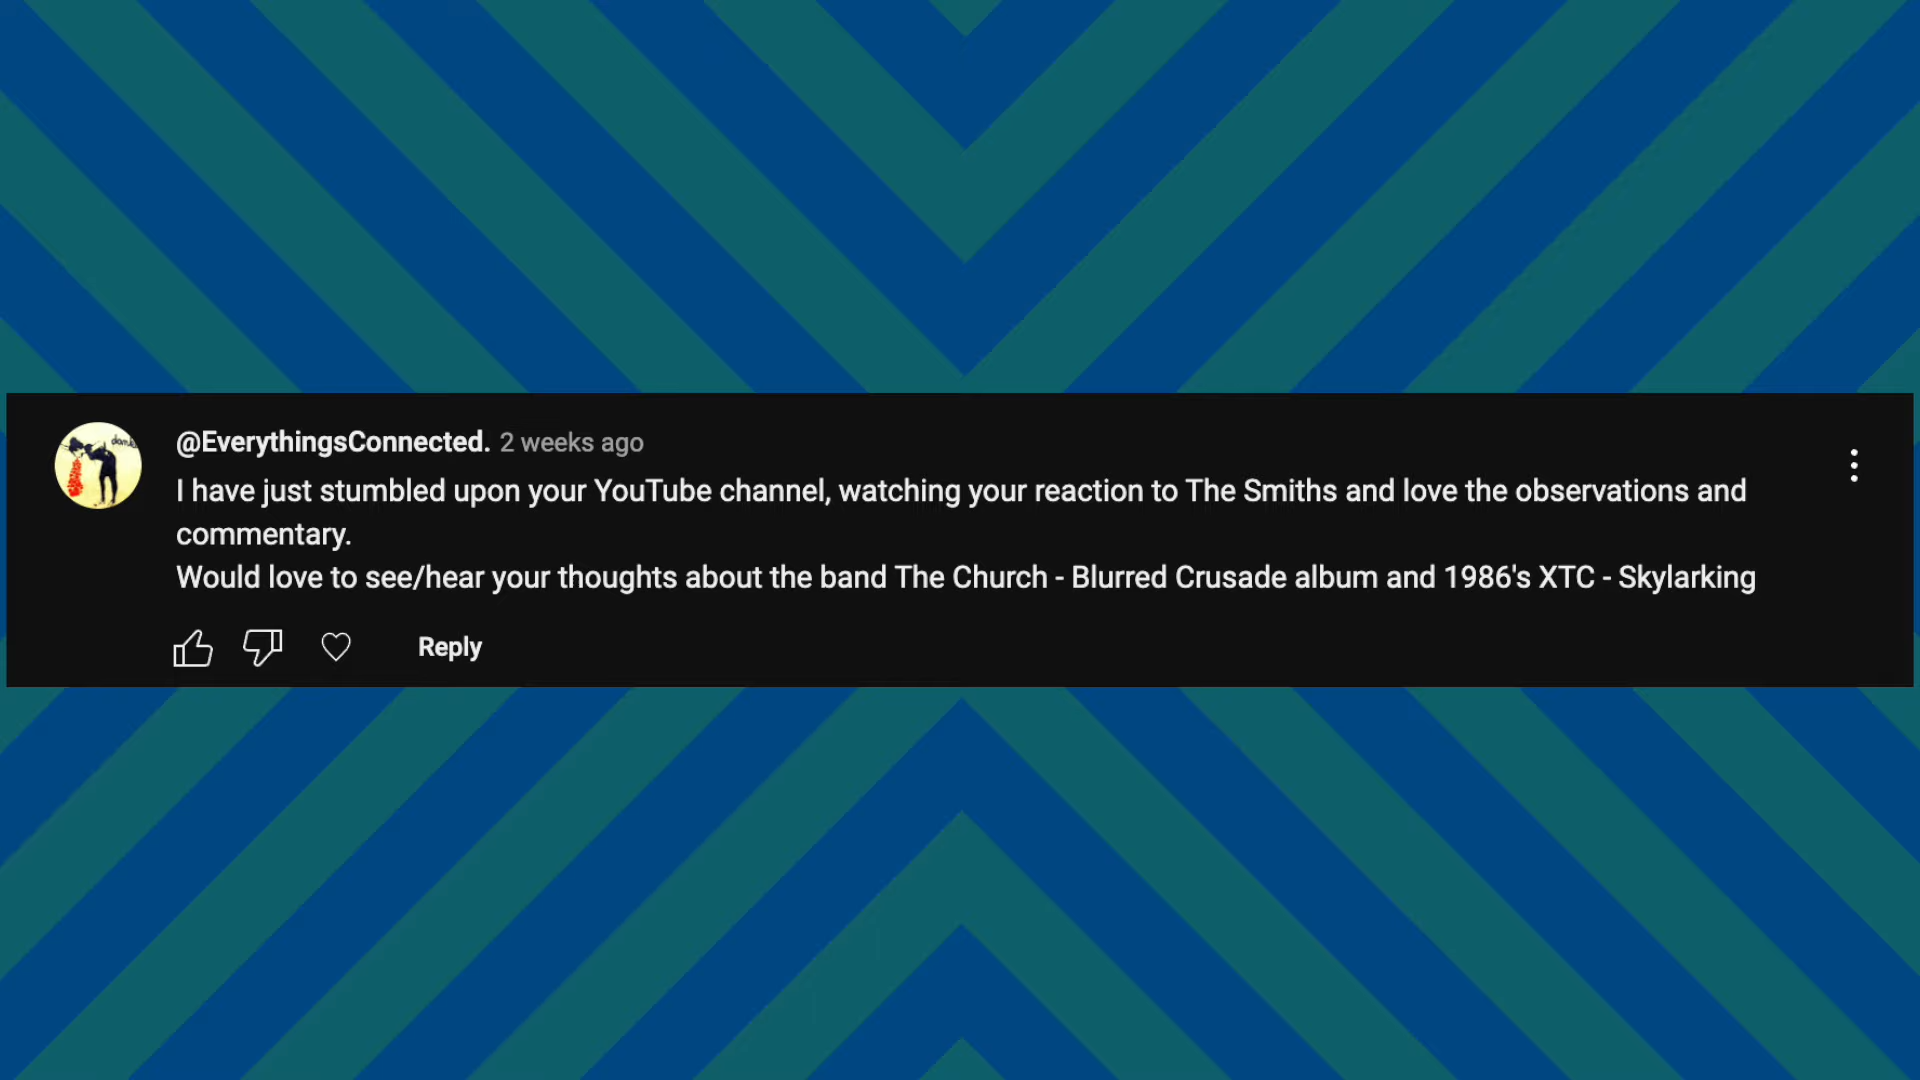 @EverythingsConnected. 2 weeks ago
I have just stumbled upon your YouTube channel, watching your reaction to The Smiths and love the observations and
commentary.
Would love to see/hear your thoughts about the band The Church - Blurred Crusade album and 1986's XTC - Skylarking
Reply